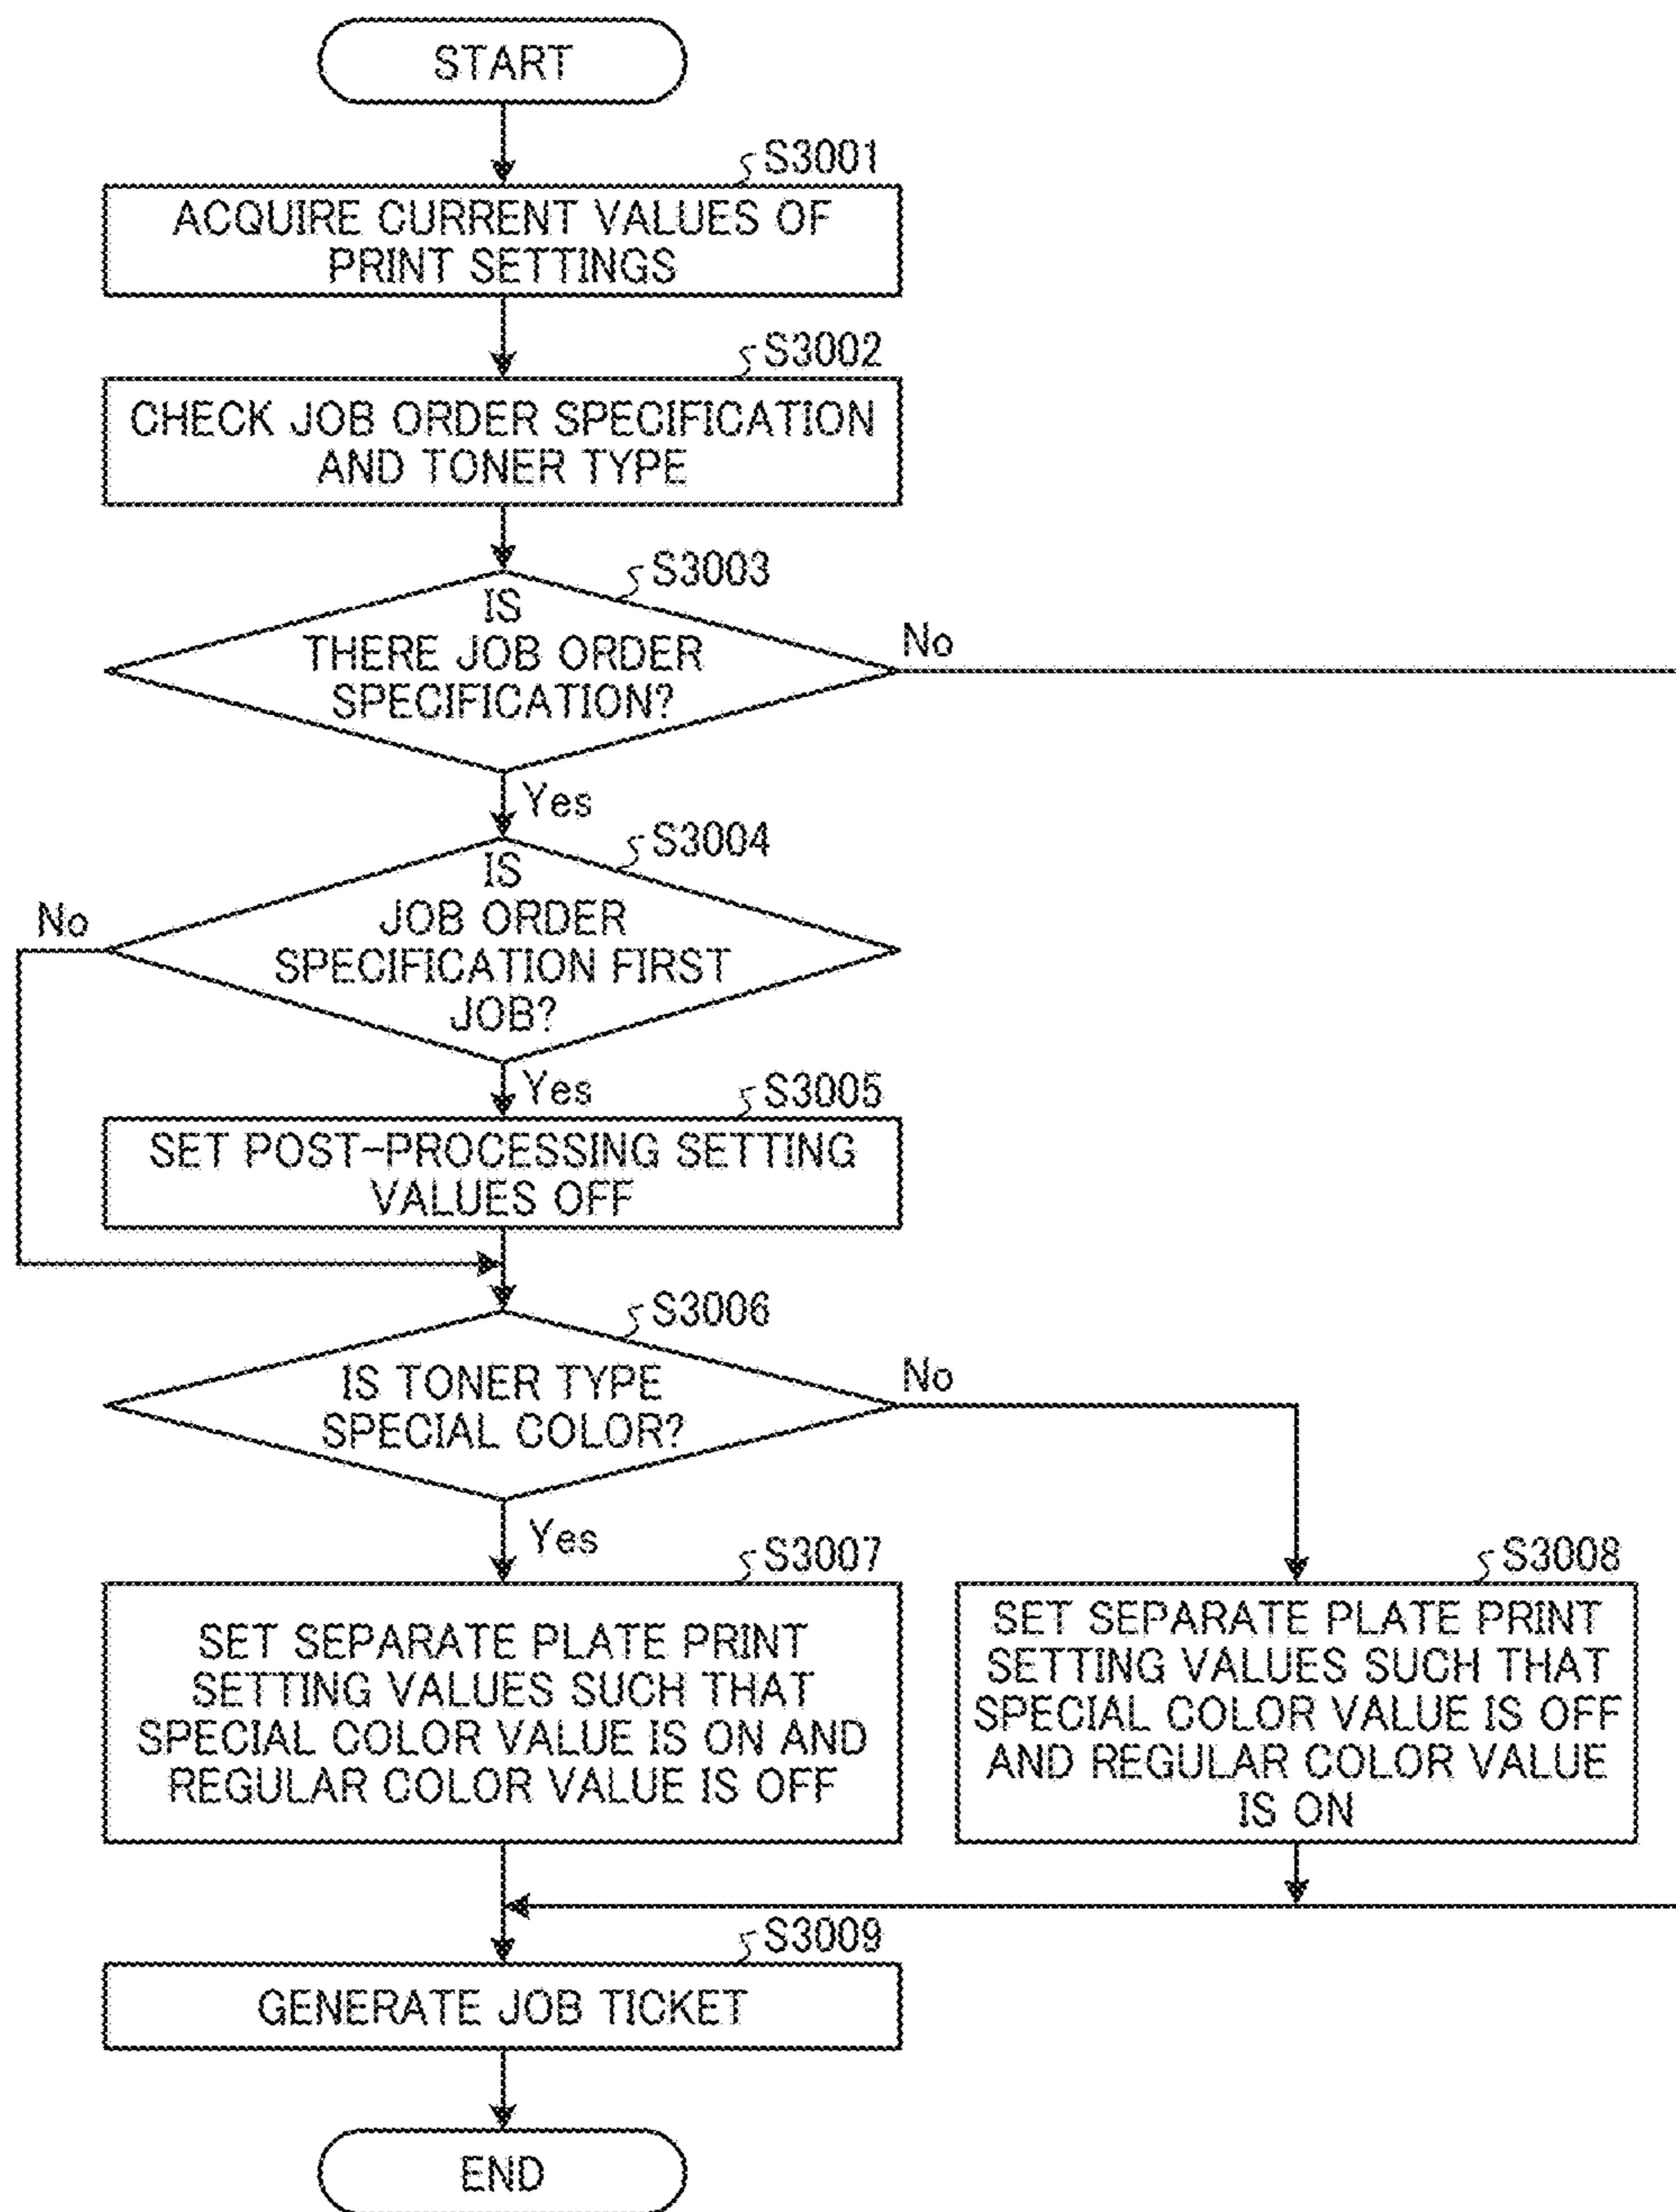 START
S3001
ACQUIRE CURRENT VALUES OF
PRINT SETTINGS
S3002
CHECK JOB ORDER SPECIFICATION
AND TONER TYPE
S3003
IS
THERE JOB ORDER
SPECIFICATION?
No
Yes
S3004
IS
JOB ORDER
SPECIFICATION FIRST
JOB?
No
Yes
S3005
SET POST-PROCESSING SETTING
VALUES OFF
S3006
IS TONER TYPE
SPECIAL COLOR?
No
Yes
S3007
SET SEPARATE PLATE PRINT
SETTING VALUES SUCH THAT
SPECIAL COLOR VALUE IS ON AND
REGULAR COLOR VALUE IS OFF
S3008
SET SEPARATE PLATE PRINT
SETTING VALUES SUCH THAT
SPECIAL COLOR VALUE IS OFF
AND REGULAR COLOR VALUE
IS ON
S3009
GENERATE JOB TICKET
END